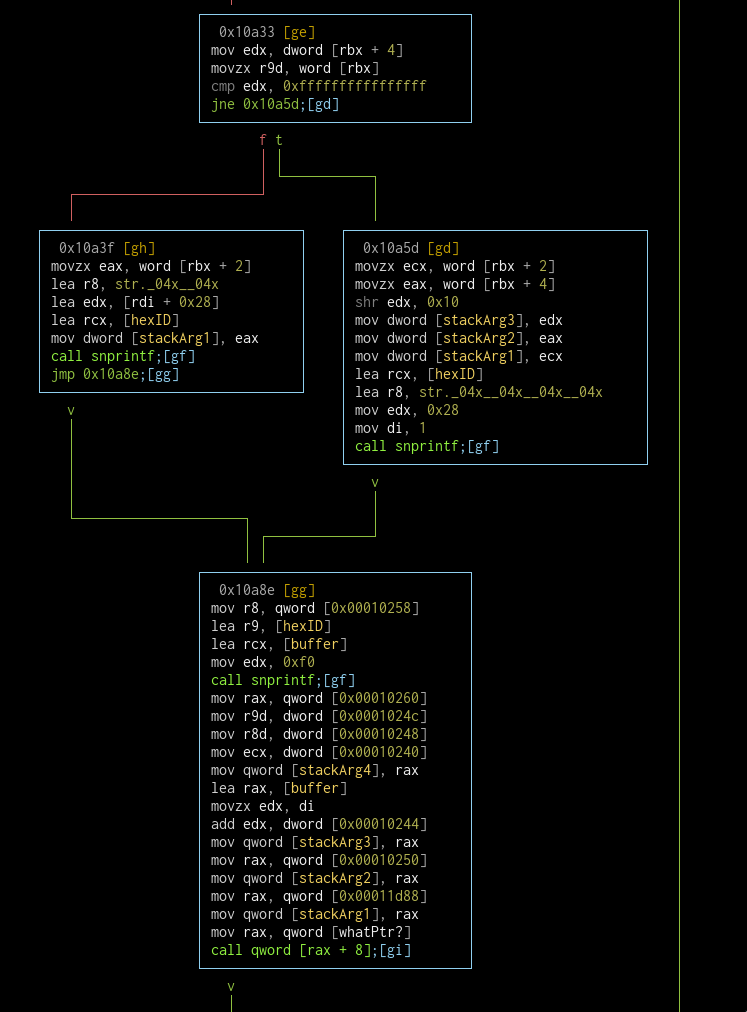 0x10a33 [ge]
mov edx, dword [rbx + 4]
movzx r9d, word [rbx]
cmp edx, 0xffffffffffffffff
jne 0x10a5d;[gd]
f t
0x10a3f [gh]
movzx eax, word [rbx + 2]
lea r8, str._04x__04x
lea edx, [rdi + 0x28]
lea rcx, [hexID]
mov dword [stackArg1], eax
call snprintf;[gf]
jmp 0x10a8e;[gg]
v
0x10a5d [gd]
movzx ecx, word [rbx + 2]
movzx eax, word [rbx + 4]
shr edx, 0x10
mov dword [stackArg3], edx
mov dword [stackArg2], eax
mov dword [stackArg1], ecx
lea rcx, [hexID]
lea r8, str._04x__04x__04x__04x
mov edx, 0x28
mov di, 1
call snprintf;[gf]
v
0x10a8e [gg]
mov r8, qword [0x00010258]
lea r9, [hexID]
lea rcx, [buffer]
mov edx, 0xf0
call snprintf;[gf]
mov rax, qword [0x00010260]
mov r9d, dword [0x0001024c]
mov r8d, dword [0x00010248]
mov ecx, dword [0x00010240]
mov qword [stackArg4], rax
lea rax, [buffer]
movzx edx, di
add edx, dword [0x00010244]
mov qword [stackArg3], rax
mov rax, qword [0x00010250]
mov qword [stackArg2], rax
mov rax, qword [0x00011d88]
mov qword [stackArg1], rax
mov rax, qword [whatPtr?]
call qword [rax + 8];[gi]
v